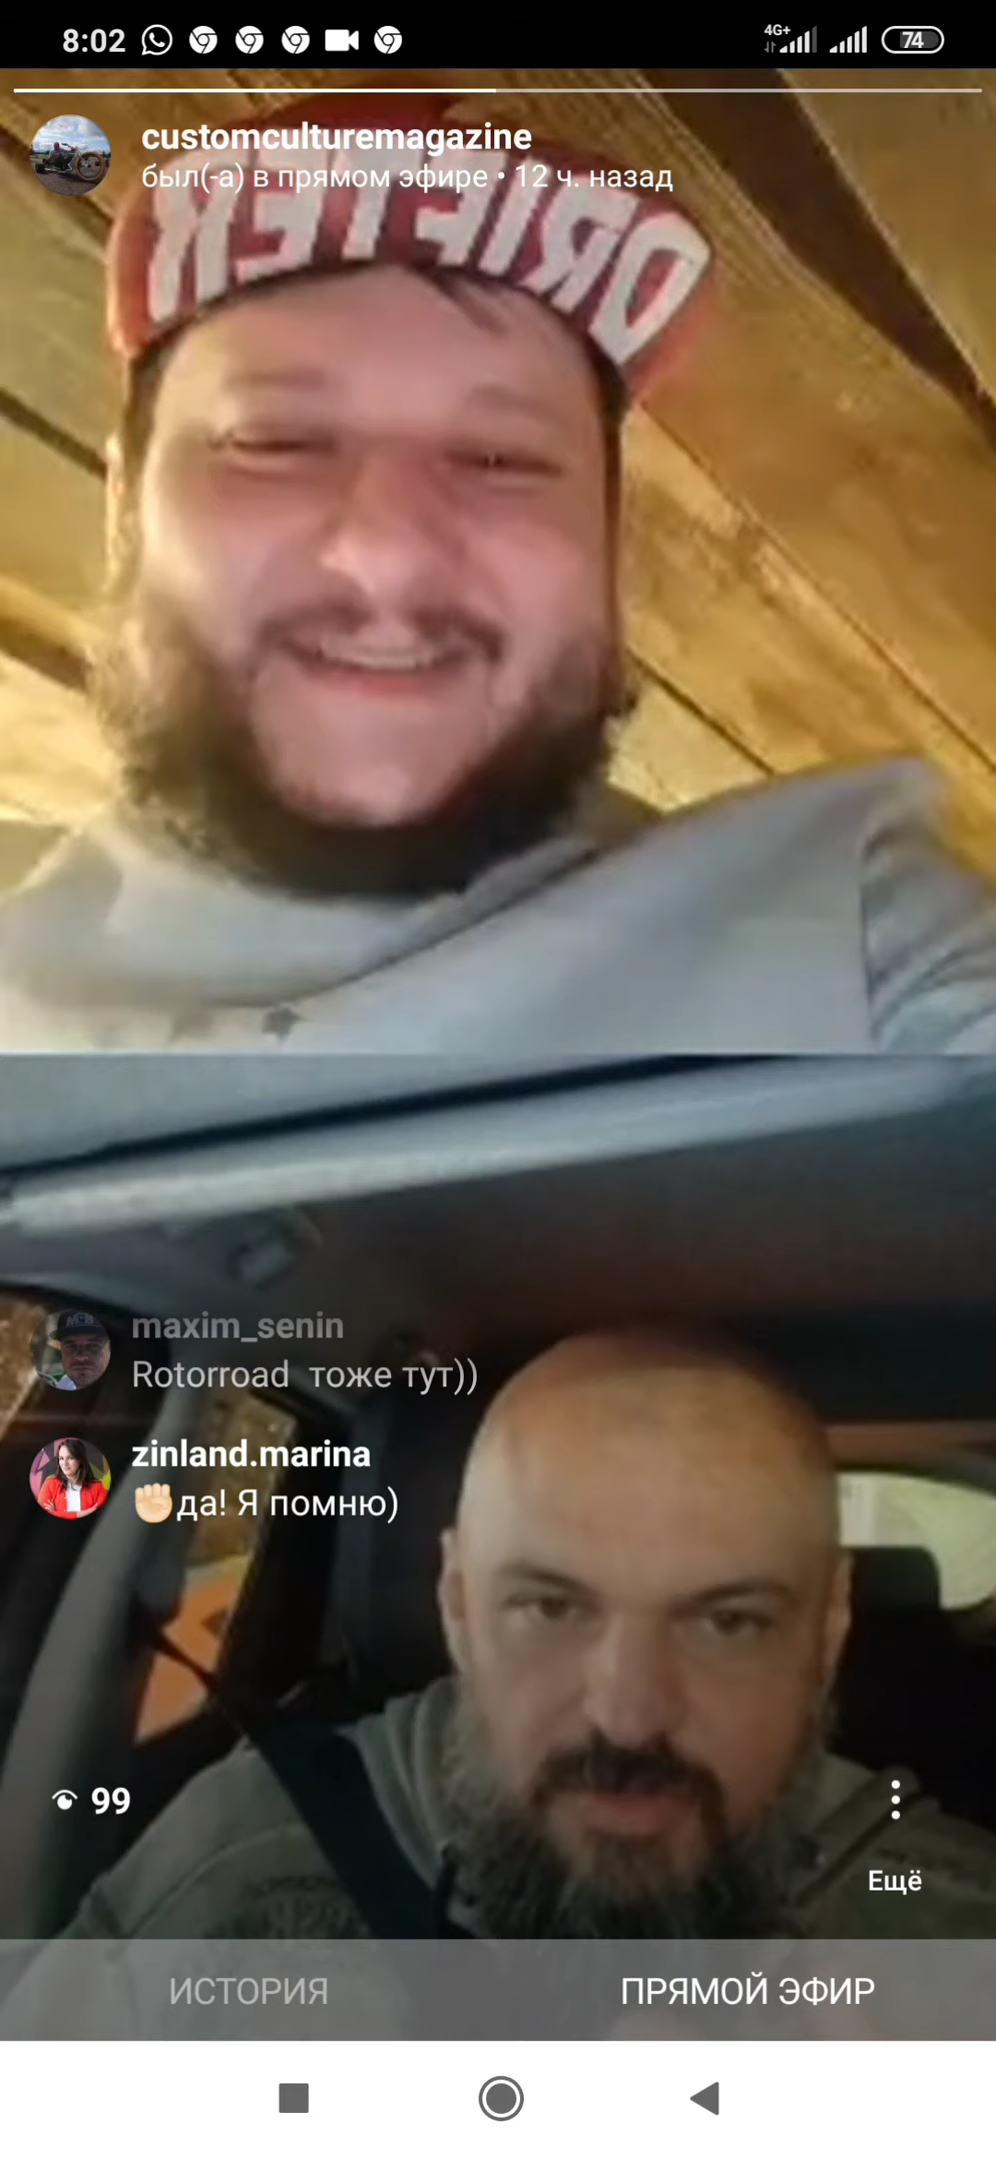 8:02
4G+
74
customculturemagazine
был(-а) в прямом эфире • 12 ч. назад
DRIFTER
maxim_senin
Rotorroad тоже тут))
zinland.marina
✊🏻да! Я помню)
99
Ещё
ИСТОРИЯ
ПРЯМОЙ ЭФИР